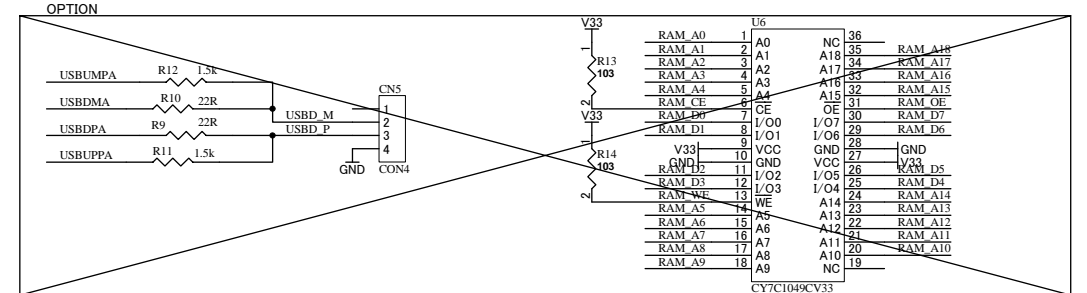 OPTION
USBUMPA
R12
1.5k
USBDMA
R10
22R
USBDPA
R9
22R
USBUPPA
R11
1.5k
USBD_M
USBD_P
CN5
1
2
3
4
GND
CON4
V33
1
R13
103
2
V33
1
R14
103
2
U6
RAM_A0 1 A0 NC 36
RAM_A1 2 A1 A18 35 RAM_A18
RAM_A2 3 A2 A17 34 RAM_A17
RAM_A3 4 A3 A16 33 RAM_A16
RAM_A4 5 A4 A15 32 RAM_A15
RAM_CE 6 CE OE 31 RAM_OE
RAM_D0 7 I/O0 I/O7 30 RAM_D7
RAM_D1 8 I/O1 I/O6 29 RAM_D6
V33 9 VCC GND 28 GND
GND 10 GND VCC 27 V33
RAM_D2 11 I/O2 I/O5 26 RAM_D5
RAM_D3 12 I/O3 I/O4 25 RAM_D4
RAM_WE 13 WE A14 24 RAM_A14
RAM_A5 14 A5 A13 23 RAM_A13
RAM_A6 15 A6 A12 22 RAM_A12
RAM_A7 16 A7 A11 21 RAM_A11
RAM_A8 17 A8 A10 20 RAM_A10
RAM_A9 18 A9 NC 19
CY7C1049CV33